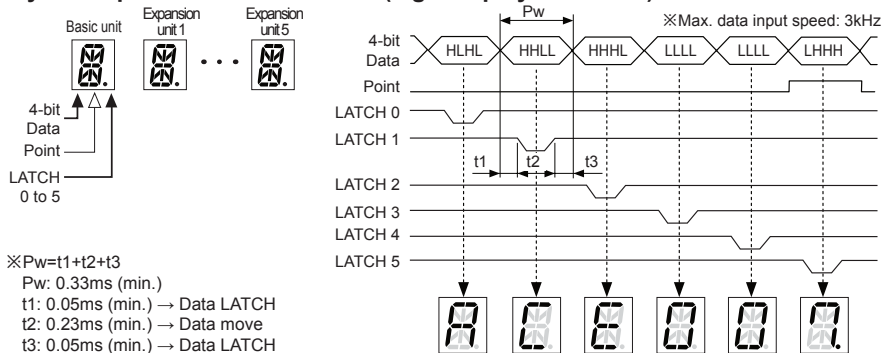 Basic unit
Expansion
unit 1
Expansion
unit 5
4-bit
Data
Point
LATCH
0 to 5
※Pw=t1+t2+t3
Pw: 0.33ms (min.)
t1: 0.05ms (min.) → Data LATCH
t2: 0.23ms (min.) → Data move
t3: 0.05ms (min.) → Data LATCH
Pw
※Max. data input speed: 3kHz
4-bit
Data
HLHL
HHLL
HHHL
LLLL
LLLL
LHHH
Point
LATCH 0
LATCH 1
t1
t2
t3
LATCH 2
LATCH 3
LATCH 4
LATCH 5
A C E 0 0 7.